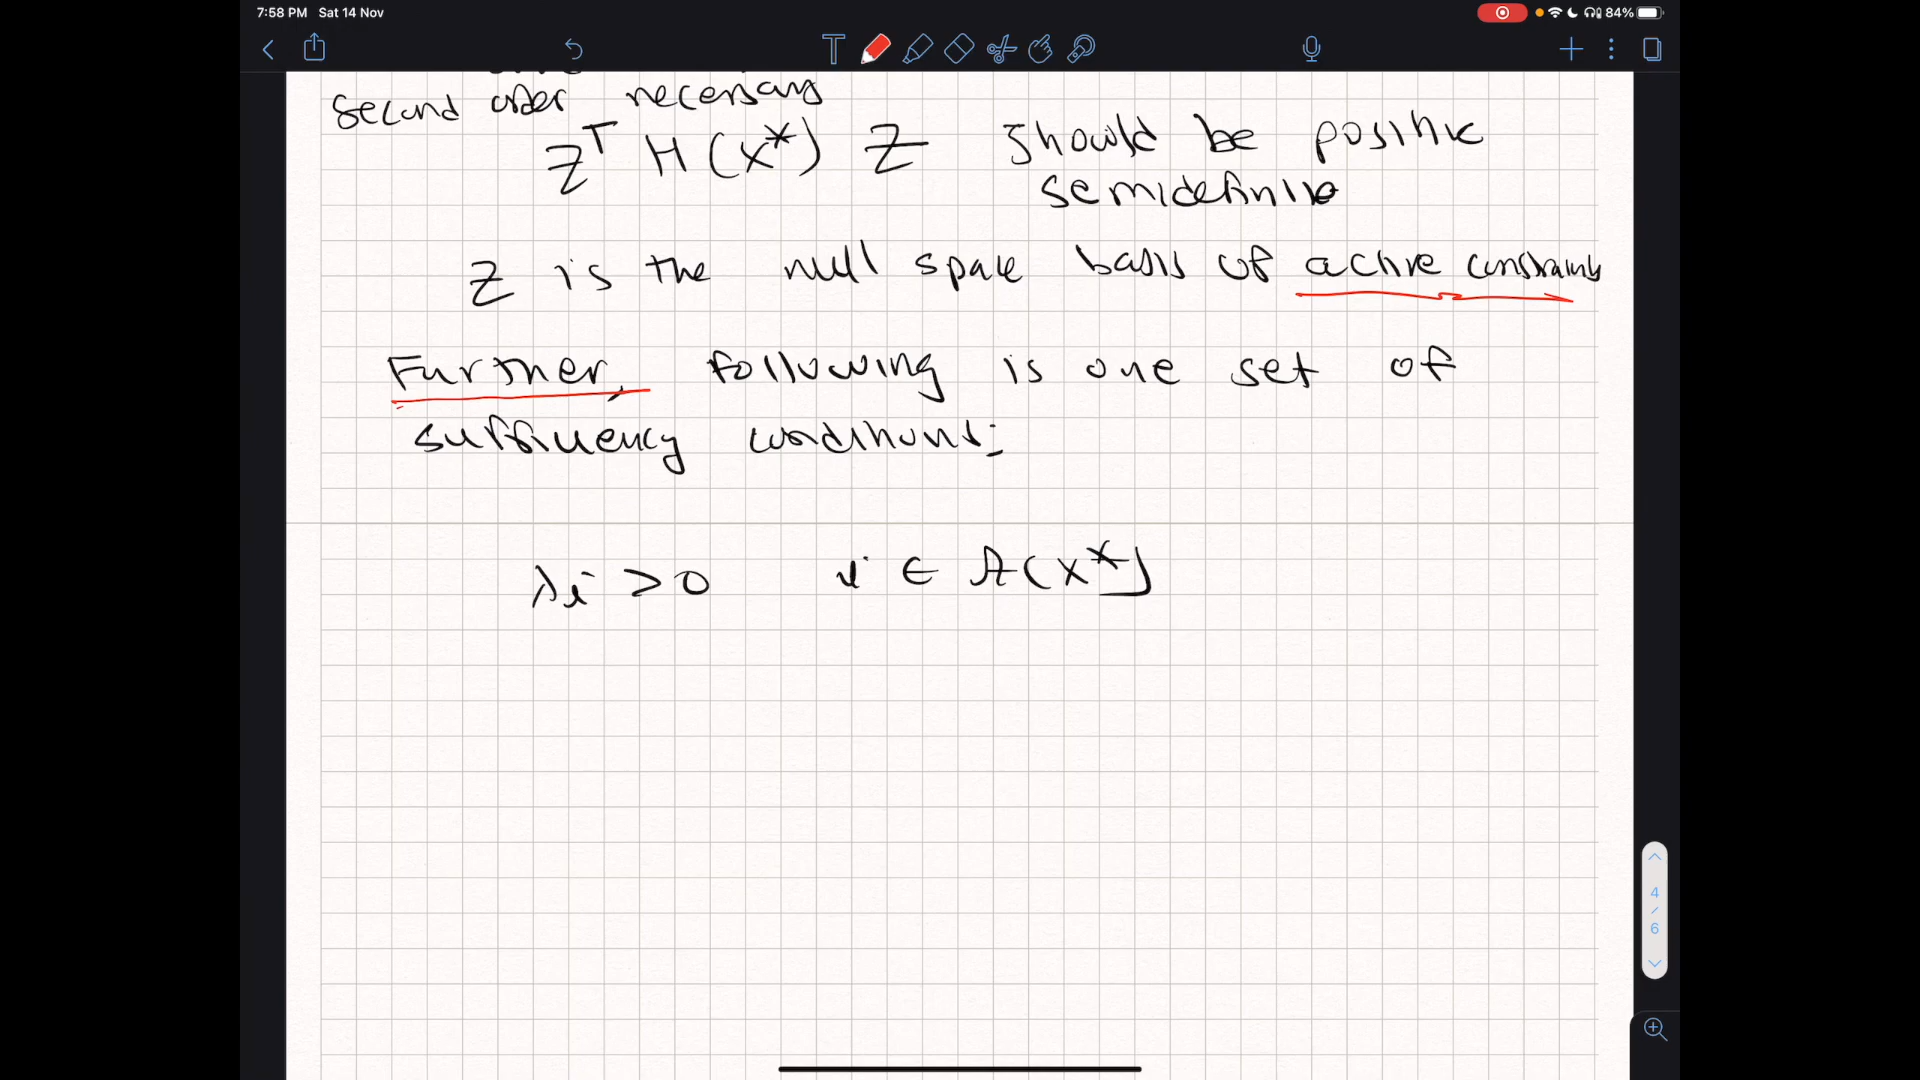 7:58 PM Sat 14 Nov
84%
T
second order necessary
Z^T H(x*) Z should be positive
semidefinite
Z is the null space basis of active constraints
Further, following is one set of
sufficiency conditions:
λi > 0 i ∈ A(x*)
4
/
6